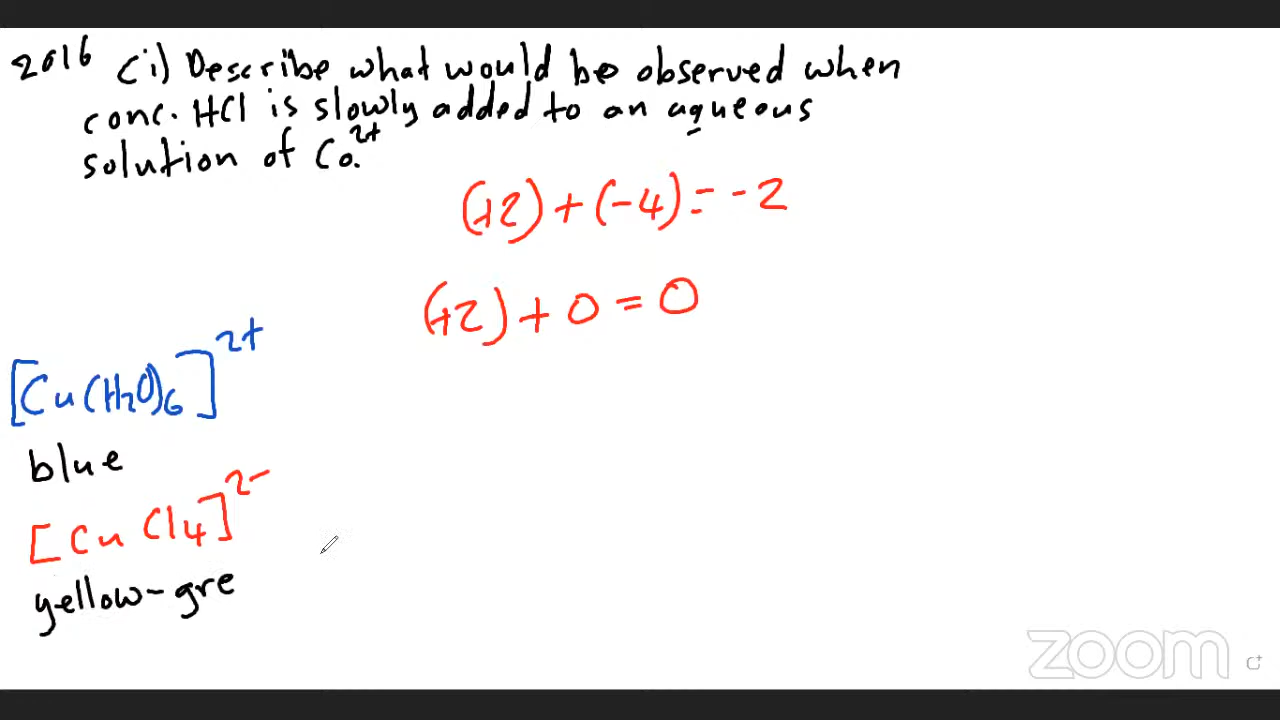 2016 (i) Describe what would be observed when
conc. HCl is slowly added to an aqueous
solution of Co.²⁺
(+2) + (-4) = -2
(+2) + 0 = 0
[Cu(H₂O)₆]²⁺
blue
[CuCl₄]²⁻
yellow-gre
zoom